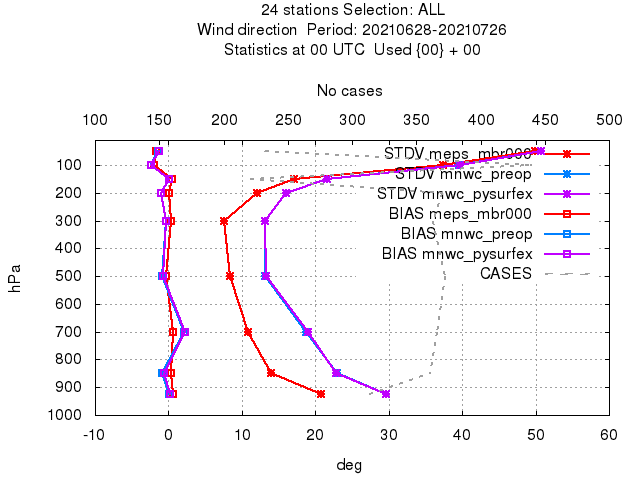 24 stations Selection: ALL
Wind direction  Period: 20210628-20210726
Statistics at 00 UTC  Used {00} + 00
No cases
100 150 200 250 300 350 400 450 500
STDV meps_mbr000
STDV mnwc_preop
STDV mnwc_pysurfex
BIAS meps_mbr000
BIAS mnwc_preop
BIAS mnwc_pysurfex
CASES
100
200
300
400
500
600
700
800
900
1000
hPa
-10 0 10 20 30 40 50 60
deg